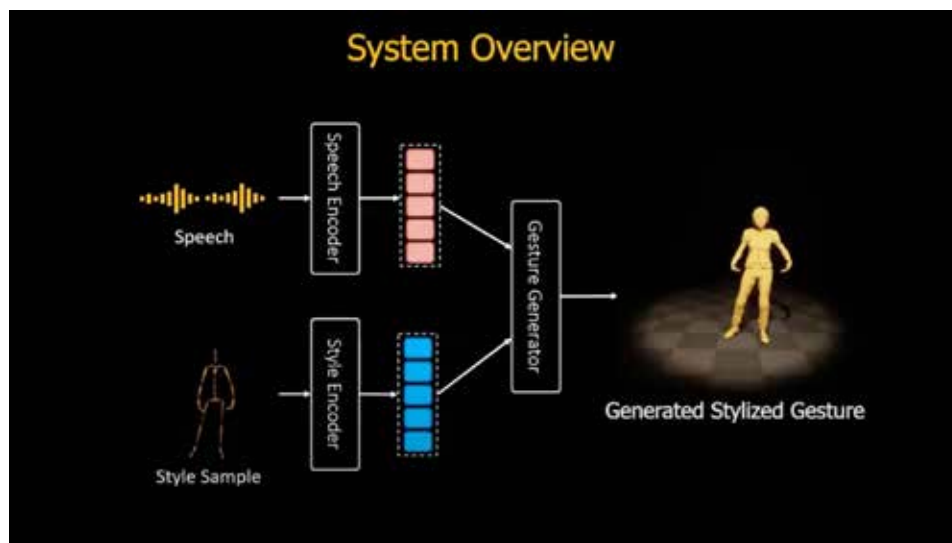 System Overview
Speech
Speech Encoder
Style Sample
Style Encoder
Gesture Generator
Generated Stylized Gesture